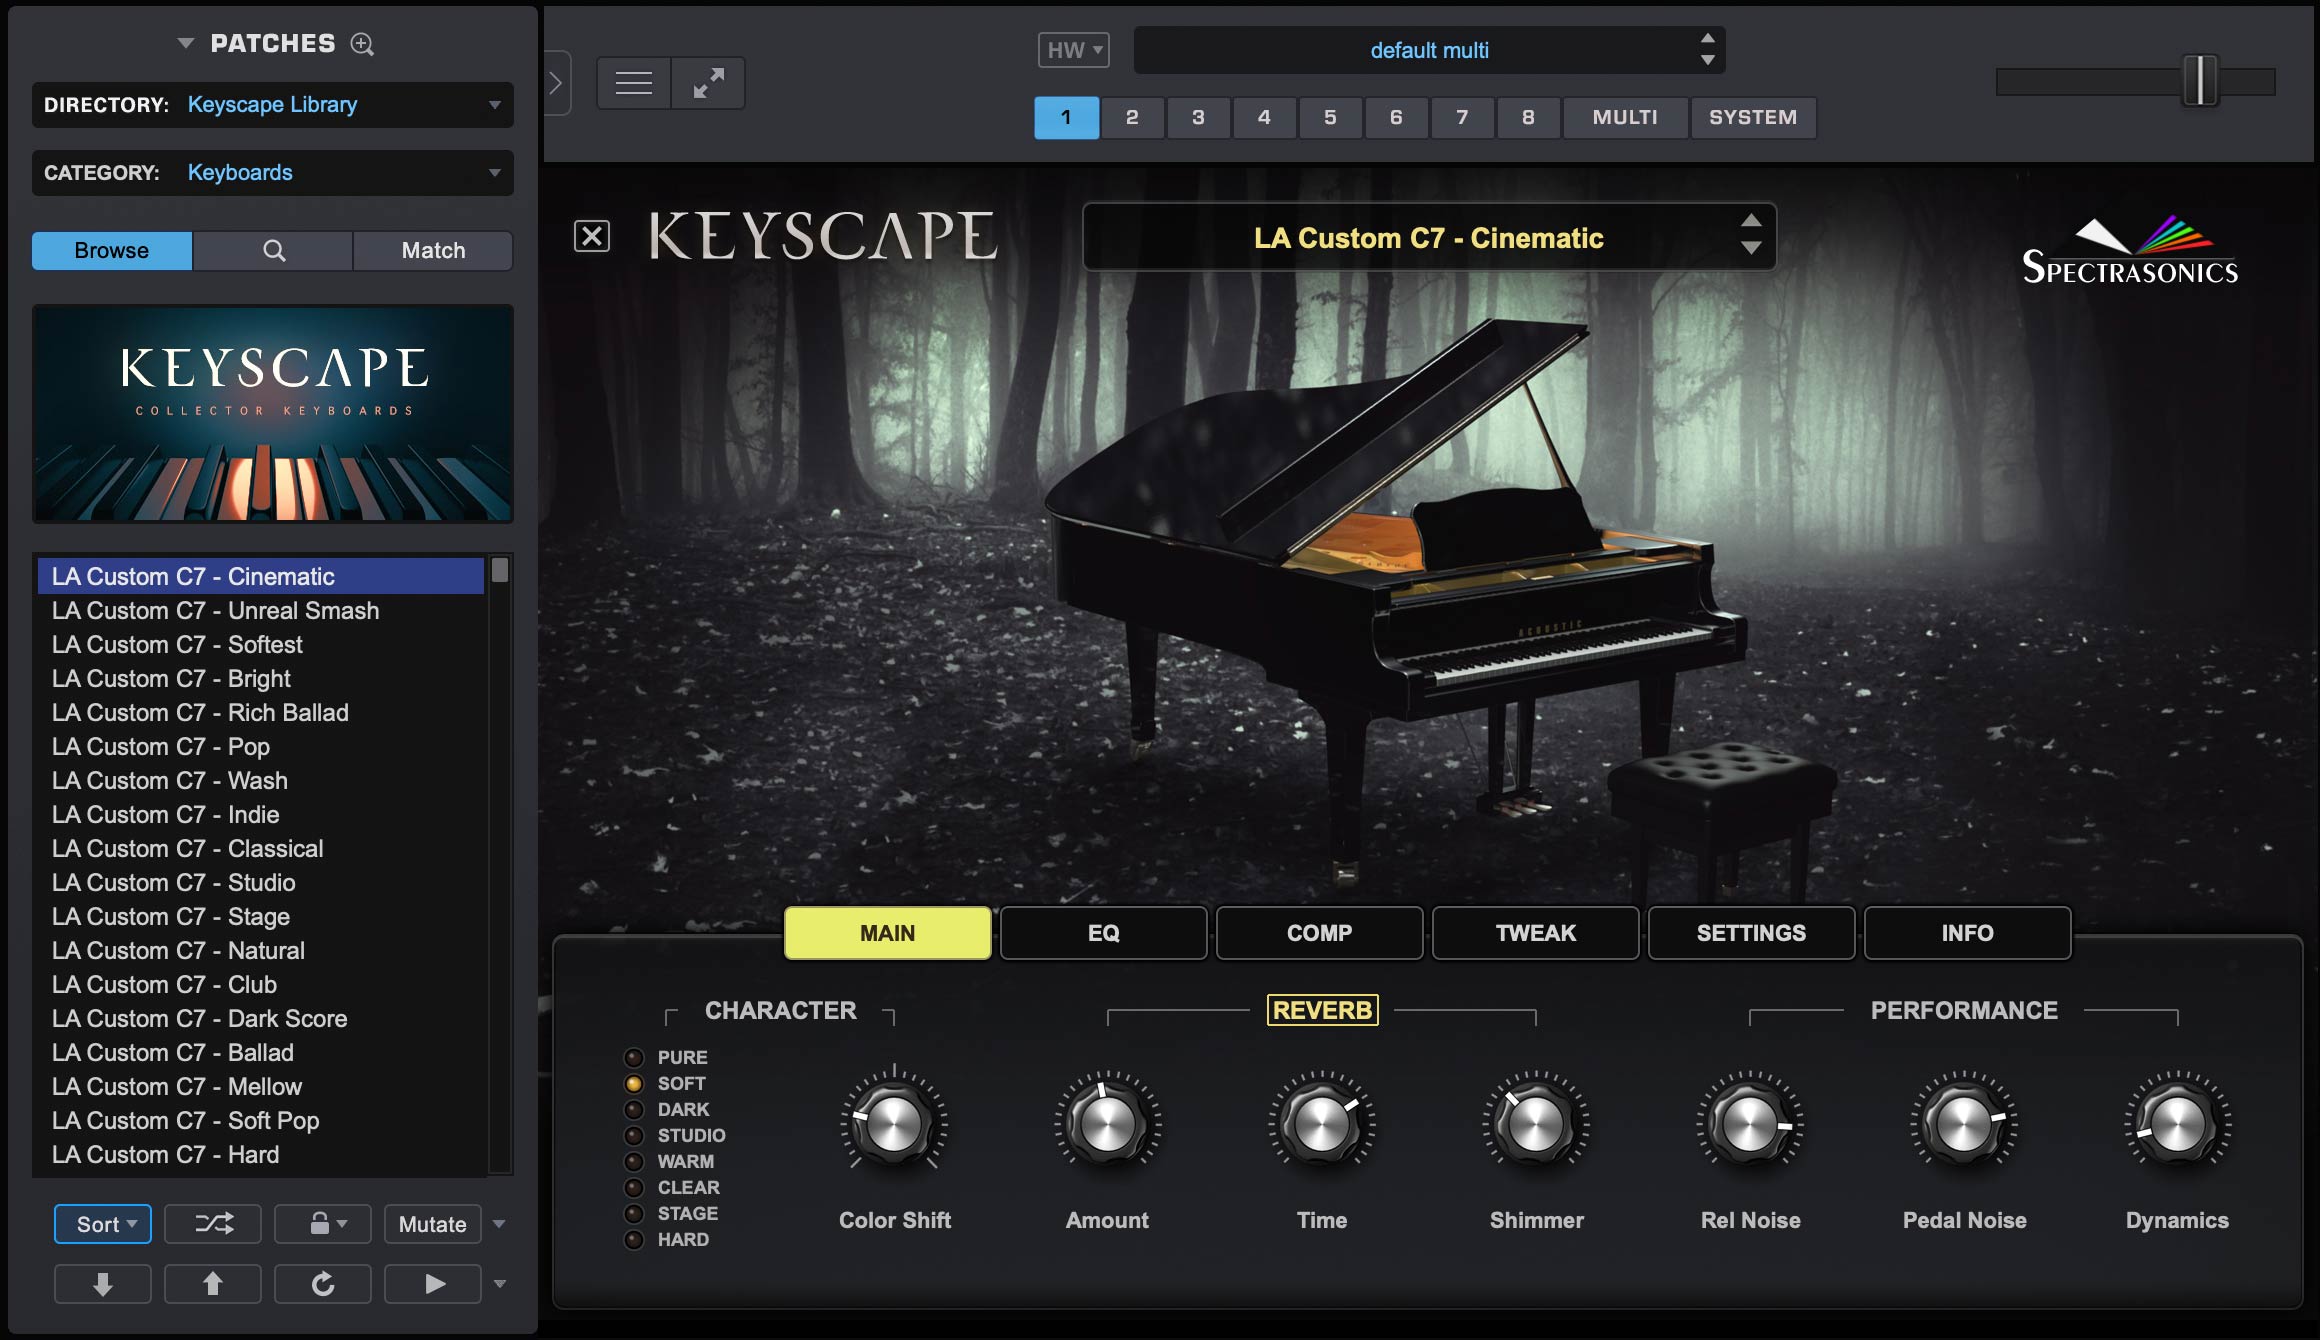 PATCHES
DIRECTORY: Keyscape Library
CATEGORY: Keyboards
Browse Match
KEYSCAPE
COLLECTOR KEYBOARDS
LA Custom C7 - Cinematic
LA Custom C7 - Unreal Smash
LA Custom C7 - Softest
LA Custom C7 - Bright
LA Custom C7 - Rich Ballad
LA Custom C7 - Pop
LA Custom C7 - Wash
LA Custom C7 - Indie
LA Custom C7 - Classical
LA Custom C7 - Studio
LA Custom C7 - Stage
LA Custom C7 - Natural
LA Custom C7 - Club
LA Custom C7 - Dark Score
LA Custom C7 - Ballad
LA Custom C7 - Mellow
LA Custom C7 - Soft Pop
LA Custom C7 - Hard
Sort Mutate
HW default multi
1 2 3 4 5 6 7 8 MULTI SYSTEM
KEYSCAPE
LA Custom C7 - Cinematic
SPECTRASONICS
ACOUSTIC
MAIN EQ COMP TWEAK SETTINGS INFO
CHARACTER REVERB PERFORMANCE
PURE
SOFT
DARK
STUDIO
WARM
CLEAR
STAGE
HARD
Color Shift Amount Time Shimmer Rel Noise Pedal Noise Dynamics